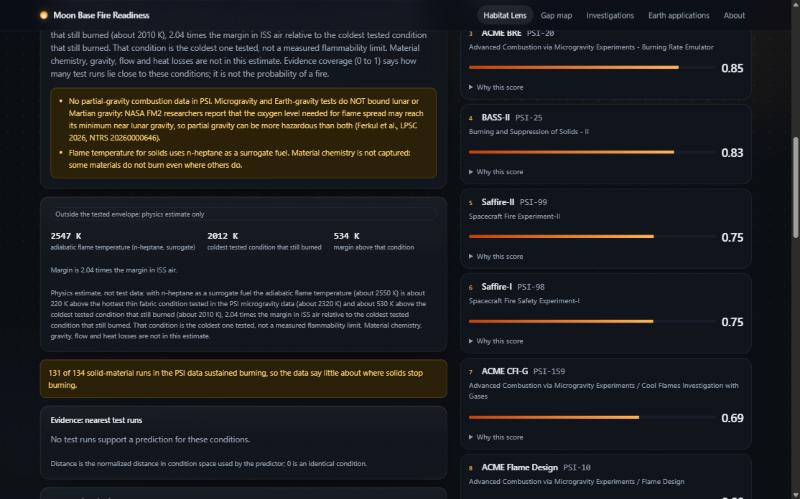 Moon Base Fire Readiness
Habitat Lens
Gap map
Investigations
Earth applications
About
that still burned (about 2010 K), 2.04 times the margin in ISS air relative to the coldest tested condition
that still burned. That condition is the coldest one tested, not a measured flammability limit. Material
chemistry, gravity, flow and heat losses are not in this estimate. Evidence coverage (0 to 1) says how
many test runs lie close to these conditions; it is not the probability of a fire.
• No partial-gravity combustion data in PSI. Microgravity and Earth-gravity tests do NOT bound lunar or
Martian gravity: NASA FM2 researchers report that the oxygen level needed for flame spread may reach
its minimum near lunar gravity, so partial gravity can be more hazardous than both (Ferkul et al., LPSC
2026, NTRS 20260000646).
• Flame temperature for solids uses n-heptane as a surrogate fuel. Material chemistry is not captured:
some materials do not burn even where others do.
Outside the tested envelope: physics estimate only
2547 K
adiabatic flame temperature (n-heptane, surrogate)
2012 K
coldest tested condition that still burned
534 K
margin above that condition
Margin is 2.04 times the margin in ISS air.
Physics estimate, not test data: with n-heptane as a surrogate fuel the adiabatic flame temperature (about 2550 K) is about
220 K above the hottest thin fabric condition tested in the PSI microgravity data (about 2320 K) and about 530 K above the
coldest tested condition that still burned (about 2010 K), 2.04 times the margin in ISS air relative to the coldest tested
condition that still burned. That condition is the coldest one tested, not a measured flammability limit. Material chemistry,
gravity, flow and heat losses are not in this estimate.
131 of 134 solid-material runs in the PSI data sustained burning, so the data say little about where solids stop
burning.
Evidence: nearest test runs
No test runs support a prediction for these conditions.
Distance is the normalized distance in condition space used by the predictor; 0 is an identical condition.
3 ACME BRE PSI-20
Advanced Combustion via Microgravity Experiments - Burning Rate Emulator
0.85
▶ Why this score
4 BASS-II PSI-25
Burning and Suppression of Solids - II
0.83
▶ Why this score
5 Saffire-II PSI-99
Spacecraft Fire Experiment-II
0.75
▶ Why this score
6 Saffire-I PSI-98
Spacecraft Fire Safety Experiment-I
0.75
▶ Why this score
7 ACME CFI-G PSI-159
Advanced Combustion via Microgravity Experiments / Cool Flames Investigation with
Gases
0.69
▶ Why this score
8 ACME Flame Design PSI-10
Advanced Combustion via Microgravity Experiments / Flame Design